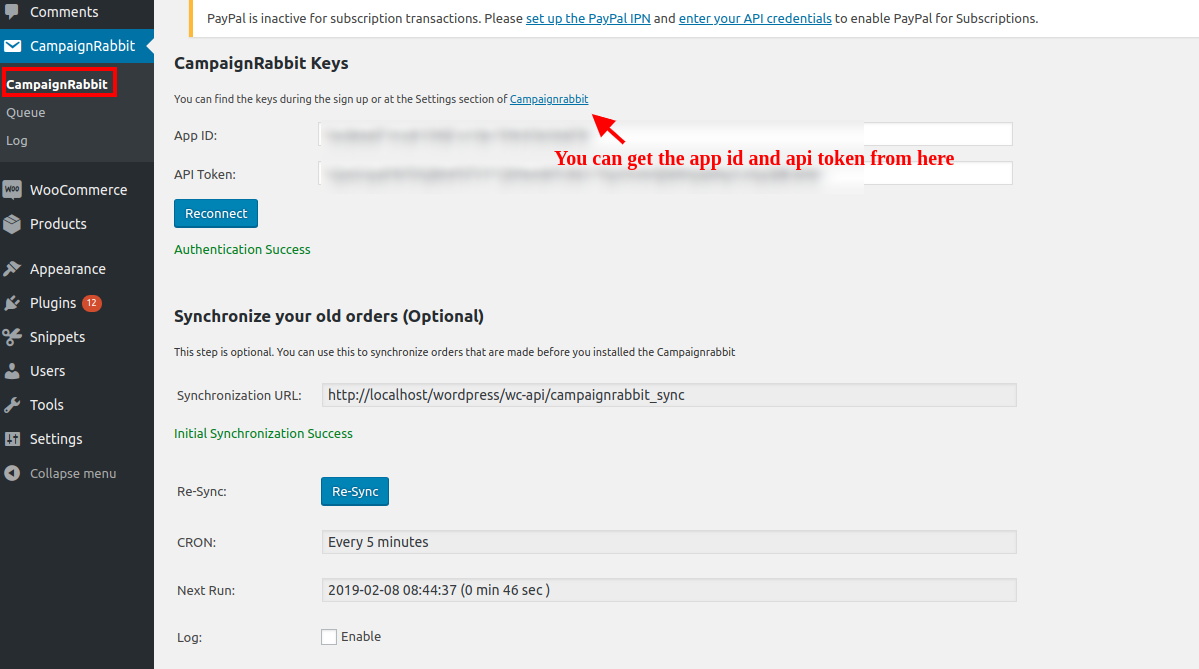 Comments
CampaignRabbit
CampaignRabbit
Queue
Log
WOO WooCommerce
Products
Appearance
Plugins 12
Snippets
Users
Tools
Settings
Collapse menu
PayPal is inactive for subscription transactions. Please set up the PayPal IPN and enter your API credentials to enable PayPal for Subscriptions.
CampaignRabbit Keys
You can find the keys during the sign up or at the Settings section of Campaignrabbit
App ID:
You can get the app id and api token from here
API Token:
Reconnect
Authentication Success
Synchronize your old orders (Optional)
This step is optional. You can use this to synchronize orders that are made before you installed the Campaignrabbit
Synchronization URL: http://localhost/wordpress/wc-api/campaignrabbit_sync
Initial Synchronization Success
Re-Sync: Re-Sync
CRON: Every 5 minutes
Next Run: 2019-02-08 08:44:37 (0 min 46 sec )
Log: Enable